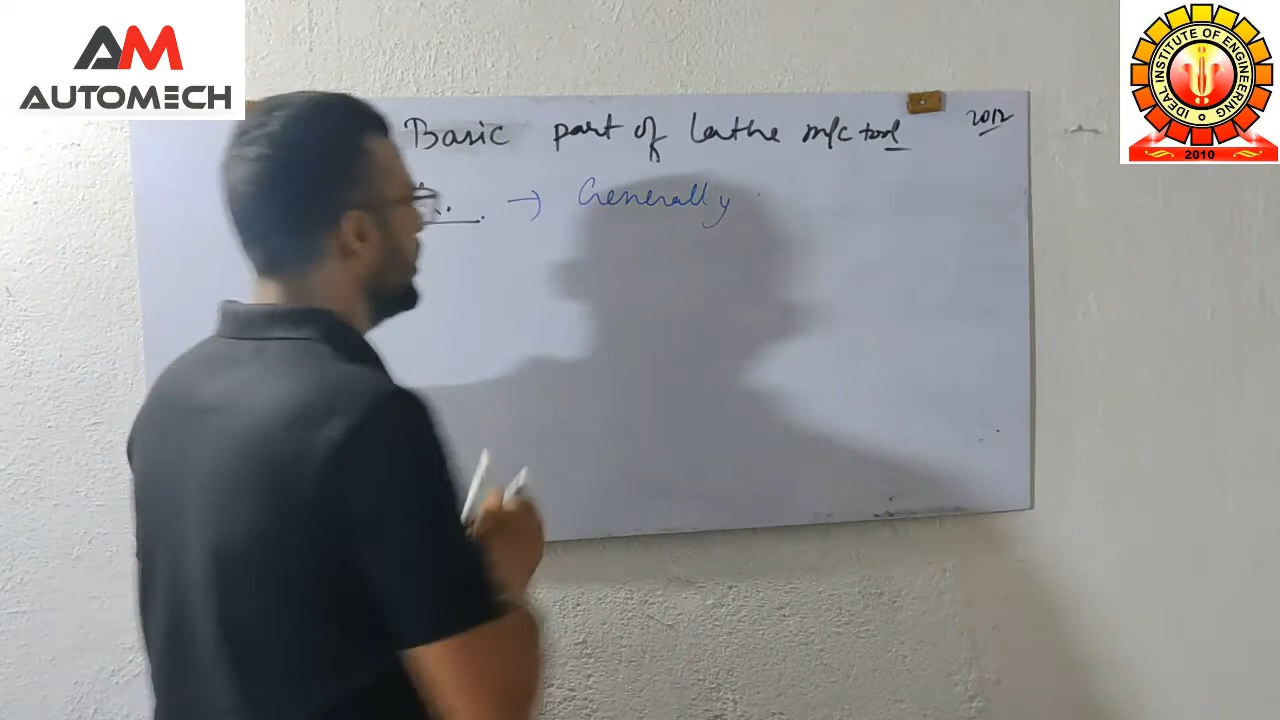 AM
AUTOMECH
IDEAL INSTITUTE OF ENGINEERING
2010
Basic part of Lathe m/c tool 2012
→ Generally